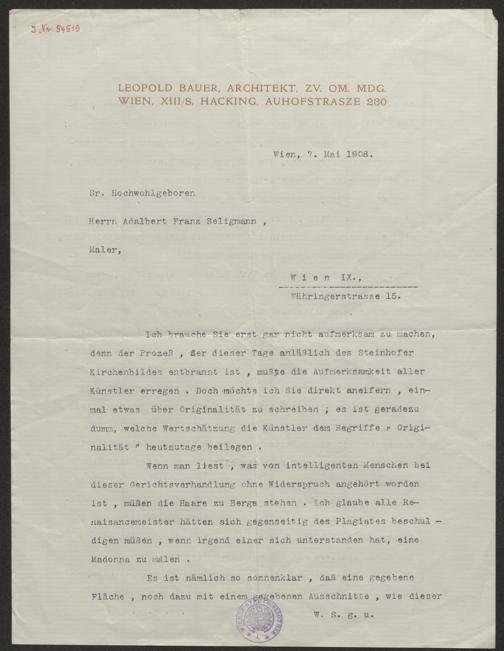 J.Nr. 94519
LEOPOLD BAUER, ARCHITEKT, ZV. OM. MDG.
WIEN, XIII/8, HACKING, AUHOFSTRASZE 230
Wien, 7. Mai 1908.
Sr. Hochwohlgeboren
Herrn Adalbert Franz Seligmann ,
Maler,
W i e n  IX.,
Währingerstrasse 15.
Ich brauche Sie erst gar nicht aufmerksam zu machen,
denn der Prozeß , der dieser Tage anläßlich des Steinhofer
Kirchenbildes entbrannt ist , mußte die Aufmerksamkeit aller
Künstler erregen . Doch möchte ich Sie direkt aneifern , ein-
mal etwas über Originalität zu schreiben ; es ist geradezu
dumm, welche Wertschätzung die Künstler dem Begriffe " Origi-
nalität " heutzutage beilegen .
Wenn man liest , was von intelligenten Menschen bei
dieser Gerichtsverhandlung ohne Widerspruch angehört worden
ist , müßen die Haare zu Berge stehen . Ich glaube alle Re-
naisancemeister hätten sich gegenseitig des Plagiates beschul -
digen müßen , wenn irgend einer sich unterstanden hat, eine
Madonna zu malen .
Es ist nämlich so sonnenklar , daß eine gegebene
Fläche , noch dazu mit einem gegebenen Ausschnitte , wie dieser
W. S. g. u.